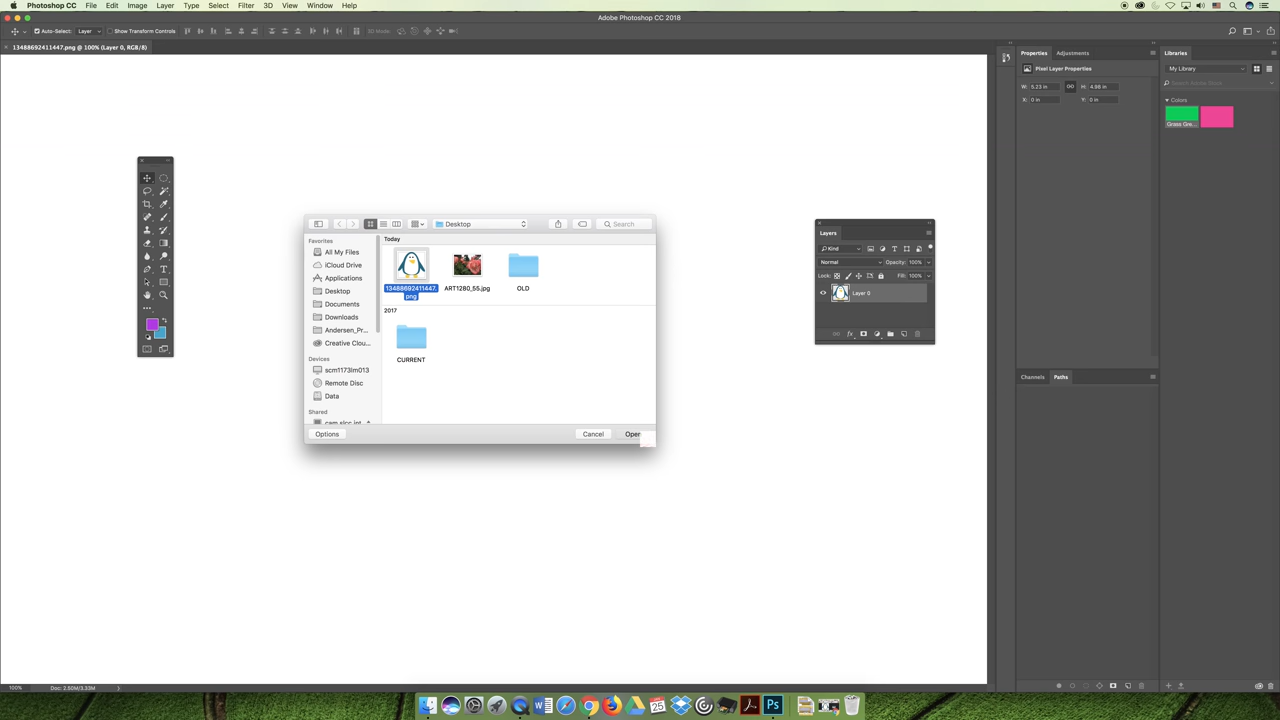 Photoshop CC File Edit Image Layer Type Select Filter 3D View Window Help
Adobe Photoshop CC 2018
Auto-Select: Layer Show Transform Controls 3D Mode:
13488692411447.png @ 100% (Layer 0, RGB/8)
Properties Adjustments
Libraries
Pixel Layer Properties
My Library
W: 5.23 in H: 4.96 in
X: 0 in Y: 0 in
Colors
Grass Gre...
Desktop
Search
Favorites
All My Files
iCloud Drive
Applications
Desktop
Documents
Downloads
Andersen_Pr...
Creative Clou...
Devices
scm1173lm013
Remote Disc
Data
Shared
Today
13488692411447.
png
ART1280_55.jpg
OLD
2017
CURRENT
Options
Cancel
Open
Layers
Kind
Normal Opacity: 100%
Lock: Fill: 100%
Layer 0
Channels Paths
100% Doc: 2.50M/3.33M
25